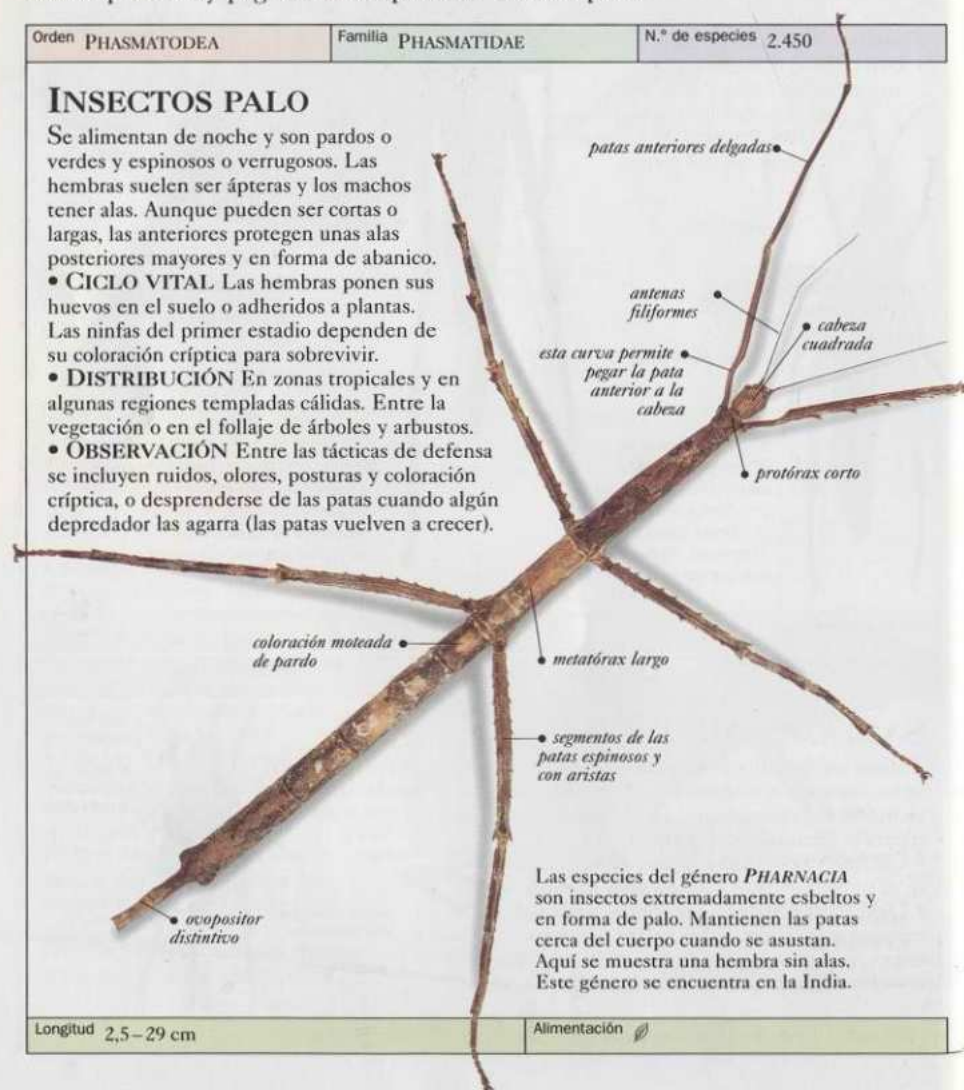 Orden PHASMATODEA
Familia PHASMATIDAE
N.° de especies 2.450
INSECTOS PALO
Se alimentan de noche y son pardos o
verdes y espinosos o verrugosos. Las
hembras suelen ser ápteras y los machos
tener alas. Aunque pueden ser cortas o
largas, las anteriores protegen unas alas
posteriores mayores y en forma de abanico.
• CICLO VITAL Las hembras ponen sus
huevos en el suelo o adheridos a plantas.
Las ninfas del primer estadio dependen de
su coloración críptica para sobrevivir.
• DISTRIBUCIÓN En zonas tropicales y en
algunas regiones templadas cálidas. Entre la
vegetación o en el follaje de árboles y arbustos.
• OBSERVACIÓN Entre las tácticas de defensa
se incluyen ruidos, olores, posturas y coloración
críptica, o desprenderse de las patas cuando algún
depredador las agarra (las patas vuelven a crecer).
patas anteriores delgadas
antenas
filiformes
cabeza
cuadrada
esta curva permite
pegar la pata
anterior a la
cabeza
protórax corto
coloración moteada
de pardo
metatórax largo
segmentos de las
patas espinosos y
con aristas
ovopositor
distintivo
Las especies del género PHARNACIA
son insectos extremadamente esbeltos y
en forma de palo. Mantienen las patas
cerca del cuerpo cuando se asustan.
Aquí se muestra una hembra sin alas.
Este género se encuentra en la India.
Longitud 2,5–29 cm
Alimentación